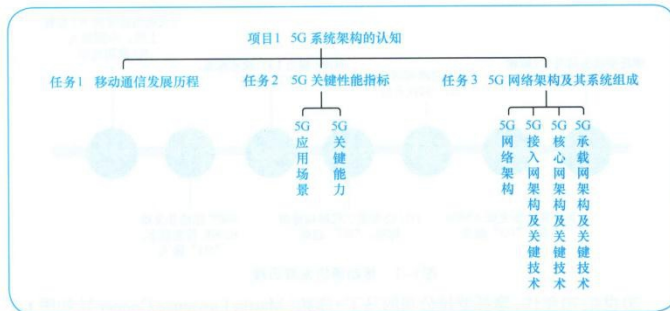 项目1 5G系统架构的认知
任务1 移动通信发展历程
任务2 5G关键性能指标
任务3 5G网络架构及其系统组成
5G应用场景
5G关键能力
5G网络架构
5G接入网架构及关键技术
5G核心网架构及关键技术
5G承载网架构及关键技术